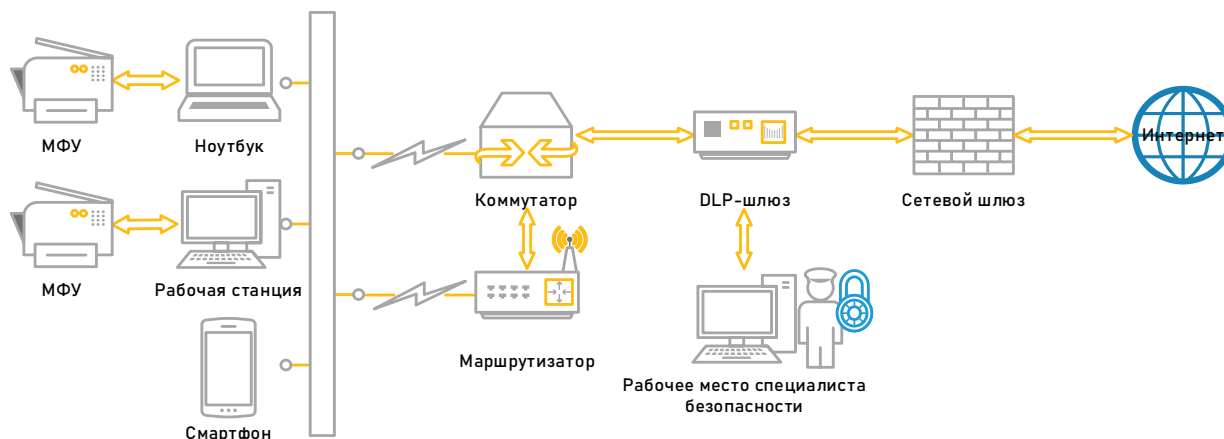 МФУ
Ноутбук
Коммутатор
DLP-шлюз
Сетевой шлюз
Интернет
МФУ
Рабочая станция
Маршрутизатор
Рабочее место специалиста
безопасности
Смартфон